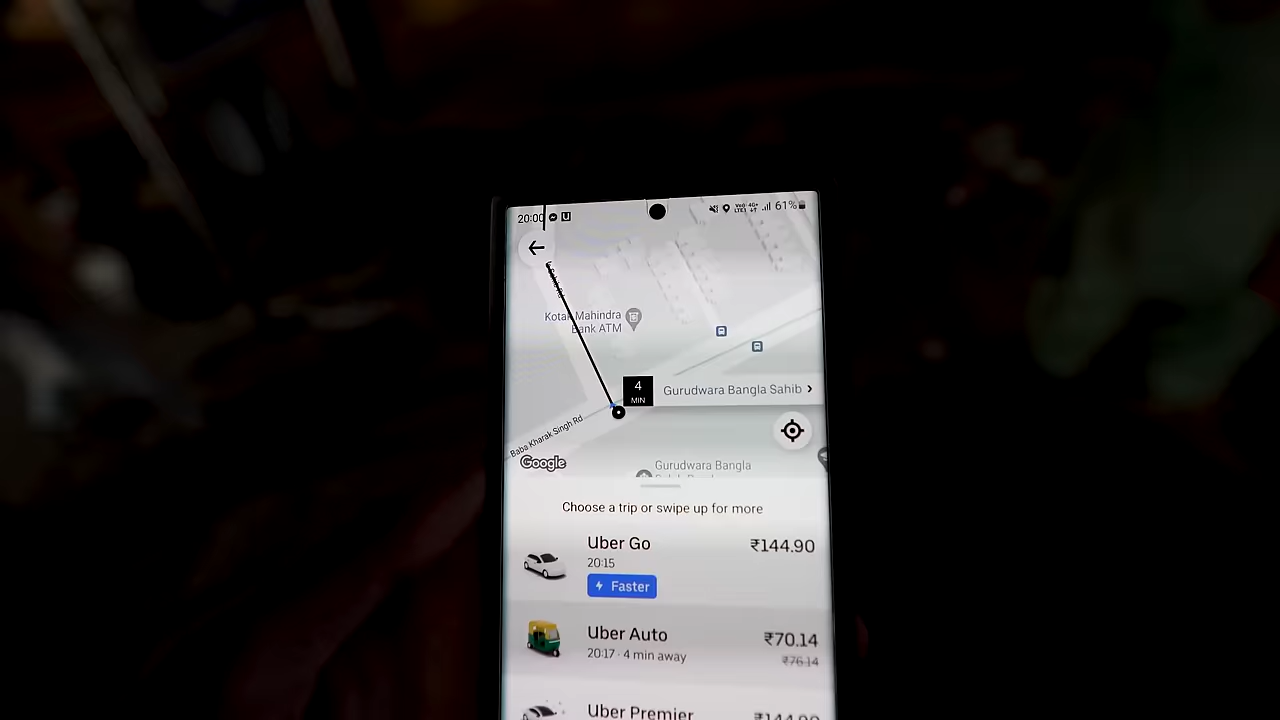 20:00
VoLTE1 4G+ 61%
Kotak Mahindra
Bank ATM
4
MIN
Gurudwara Bangla Sahib
Baba Kharak Singh Rd
Google
Gurudwara Bangla
Choose a trip or swipe up for more
Uber Go
₹144.90
20:15
Faster
Uber Auto
₹70.14
20:17 · 4 min away
₹76.14
Uber Premier